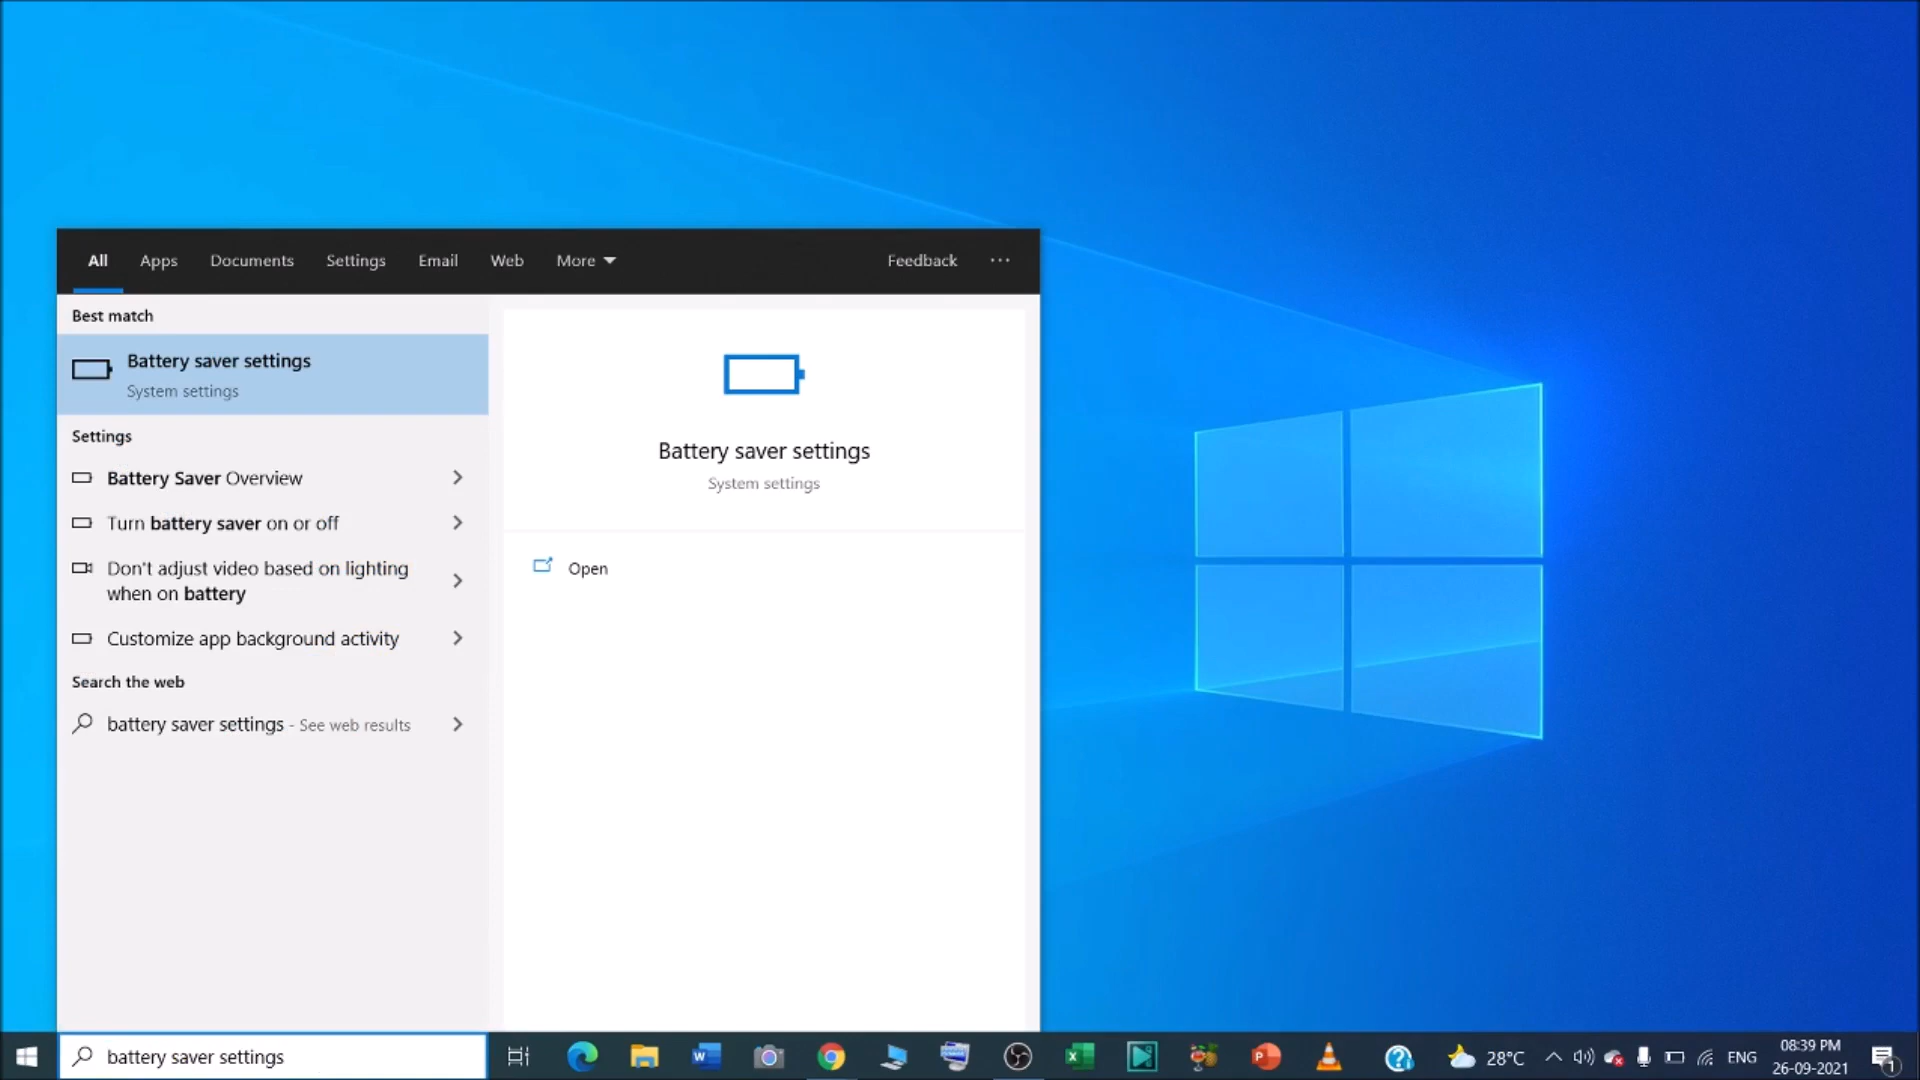 All Apps Documents Settings Email Web More Feedback ···
Best match
Battery saver settings
System settings
Settings
Battery Saver Overview
Turn battery saver on or off
Don't adjust video based on lighting
when on battery
Customize app background activity
Search the web
battery saver settings - See web results
Battery saver settings
System settings
Open
battery saver settings
28°C ENG
08:39 PM
26-09-2021
1